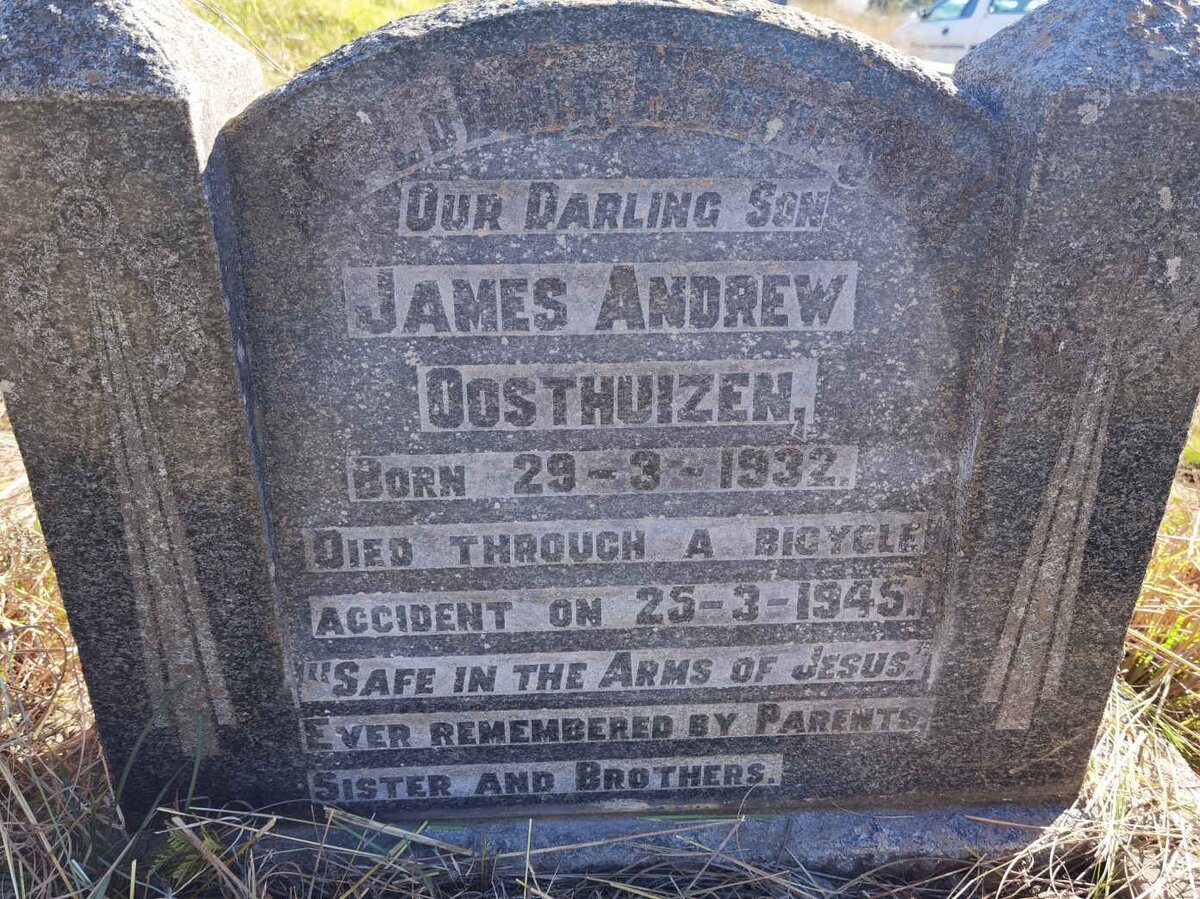 Our Darling Son
James Andrew
Oosthuizen,
Born 29-3-1932.
Died through a bicycle
accident on 25-3-1945.
"Safe in the Arms of Jesus."
Ever remembered by Parents,
Sister and Brothers.